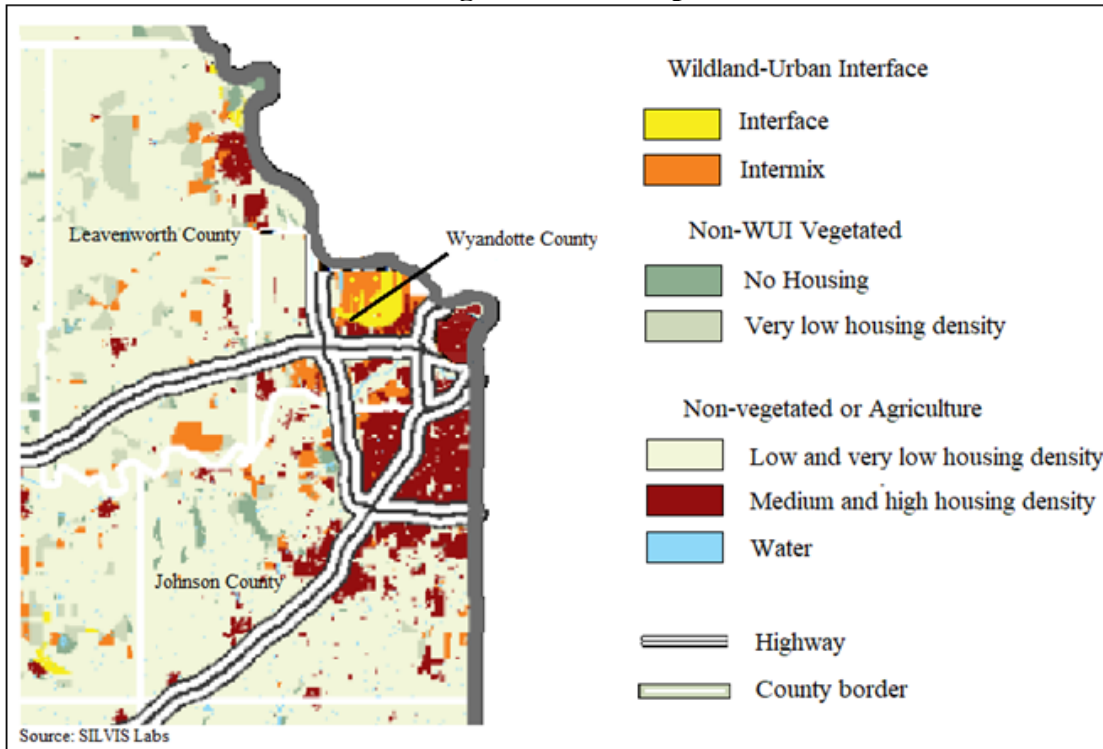 Wildland-Urban Interface
Interface
Intermix
Non-WUI Vegetated
No Housing
Very low housing density
Non-vegetated or Agriculture
Low and very low housing density
Medium and high housing density
Water
Highway
County border
Leavenworth County
Wyandotte County
Johnson County
Source: SILVIS Labs